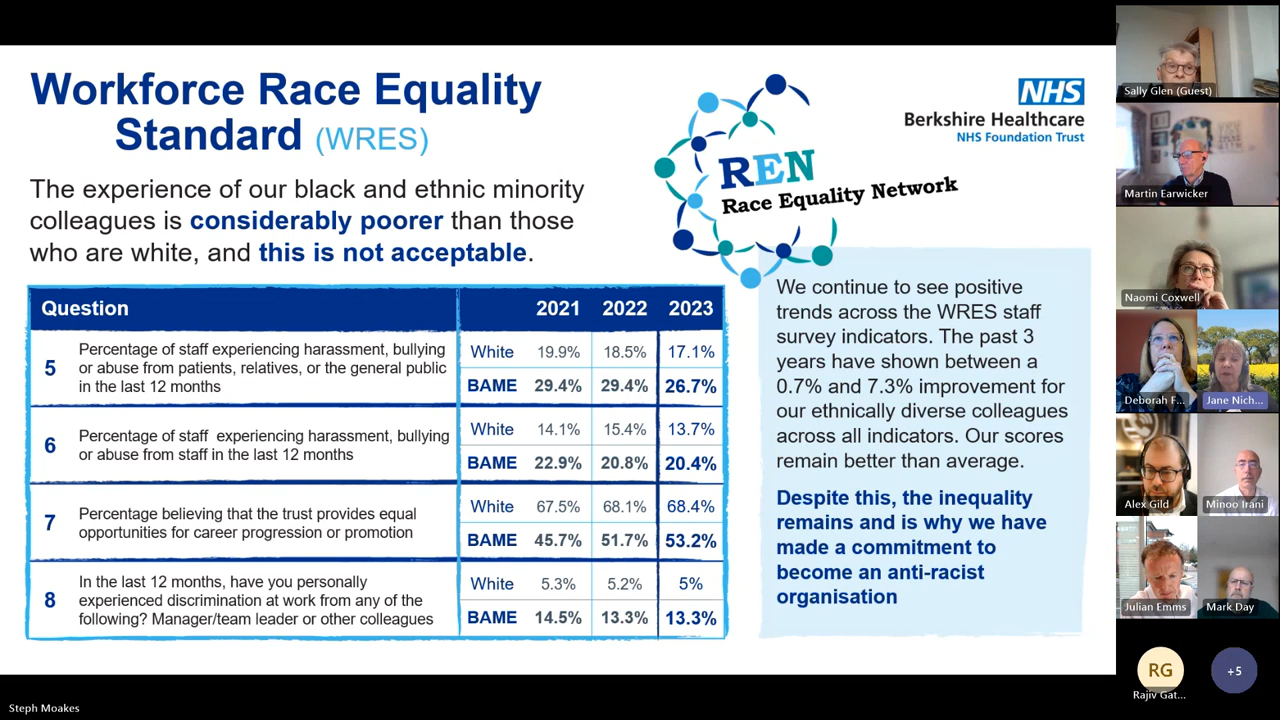 Workforce Race Equality
Standard (WRES)
The experience of our black and ethnic minority
colleagues is considerably poorer than those
who are white, and this is not acceptable.
REN
Race Equality Network
NHS
Berkshire Healthcare
NHS Foundation Trust
Question 2021 2022 2023
5 Percentage of staff experiencing harassment, bullying
or abuse from patients, relatives, or the general public
in the last 12 months
White 19.9% 18.5% 17.1%
BAME 29.4% 29.4% 26.7%
6 Percentage of staff experiencing harassment, bullying
or abuse from staff in the last 12 months
White 14.1% 15.4% 13.7%
BAME 22.9% 20.8% 20.4%
7 Percentage believing that the trust provides equal
opportunities for career progression or promotion
White 67.5% 68.1% 68.4%
BAME 45.7% 51.7% 53.2%
8 In the last 12 months, have you personally
experienced discrimination at work from any of the
following? Manager/team leader or other colleagues
White 5.3% 5.2% 5%
BAME 14.5% 13.3% 13.3%
We continue to see positive
trends across the WRES staff
survey indicators. The past 3
years have shown between a
0.7% and 7.3% improvement for
our ethnically diverse colleagues
across all indicators. Our scores
remain better than average.
Despite this, the inequality
remains and is why we have
made a commitment to
become an anti-racist
organisation
Sally Glen (Guest)
Martin Earwicker
Naomi Coxwell
Deborah F...
Jane Nich...
Alex Gild
Minoo Irani
Julian Emms
Mark Day
RG
Rajiv Gat...
+5
Steph Moakes